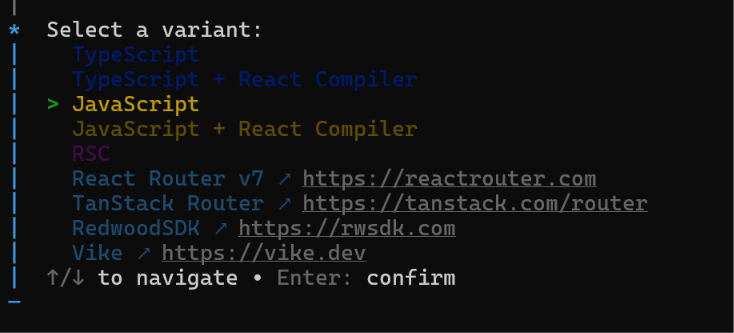 Select a variant:
TypeScript
TypeScript + React Compiler
> JavaScript
JavaScript + React Compiler
RSC
React Router v7 ↗ https://reactrouter.com
TanStack Router ↗ https://tanstack.com/router
RedwoodSDK ↗ https://rwsdk.com
Vike ↗ https://vike.dev
↑/↓ to navigate • Enter: confirm